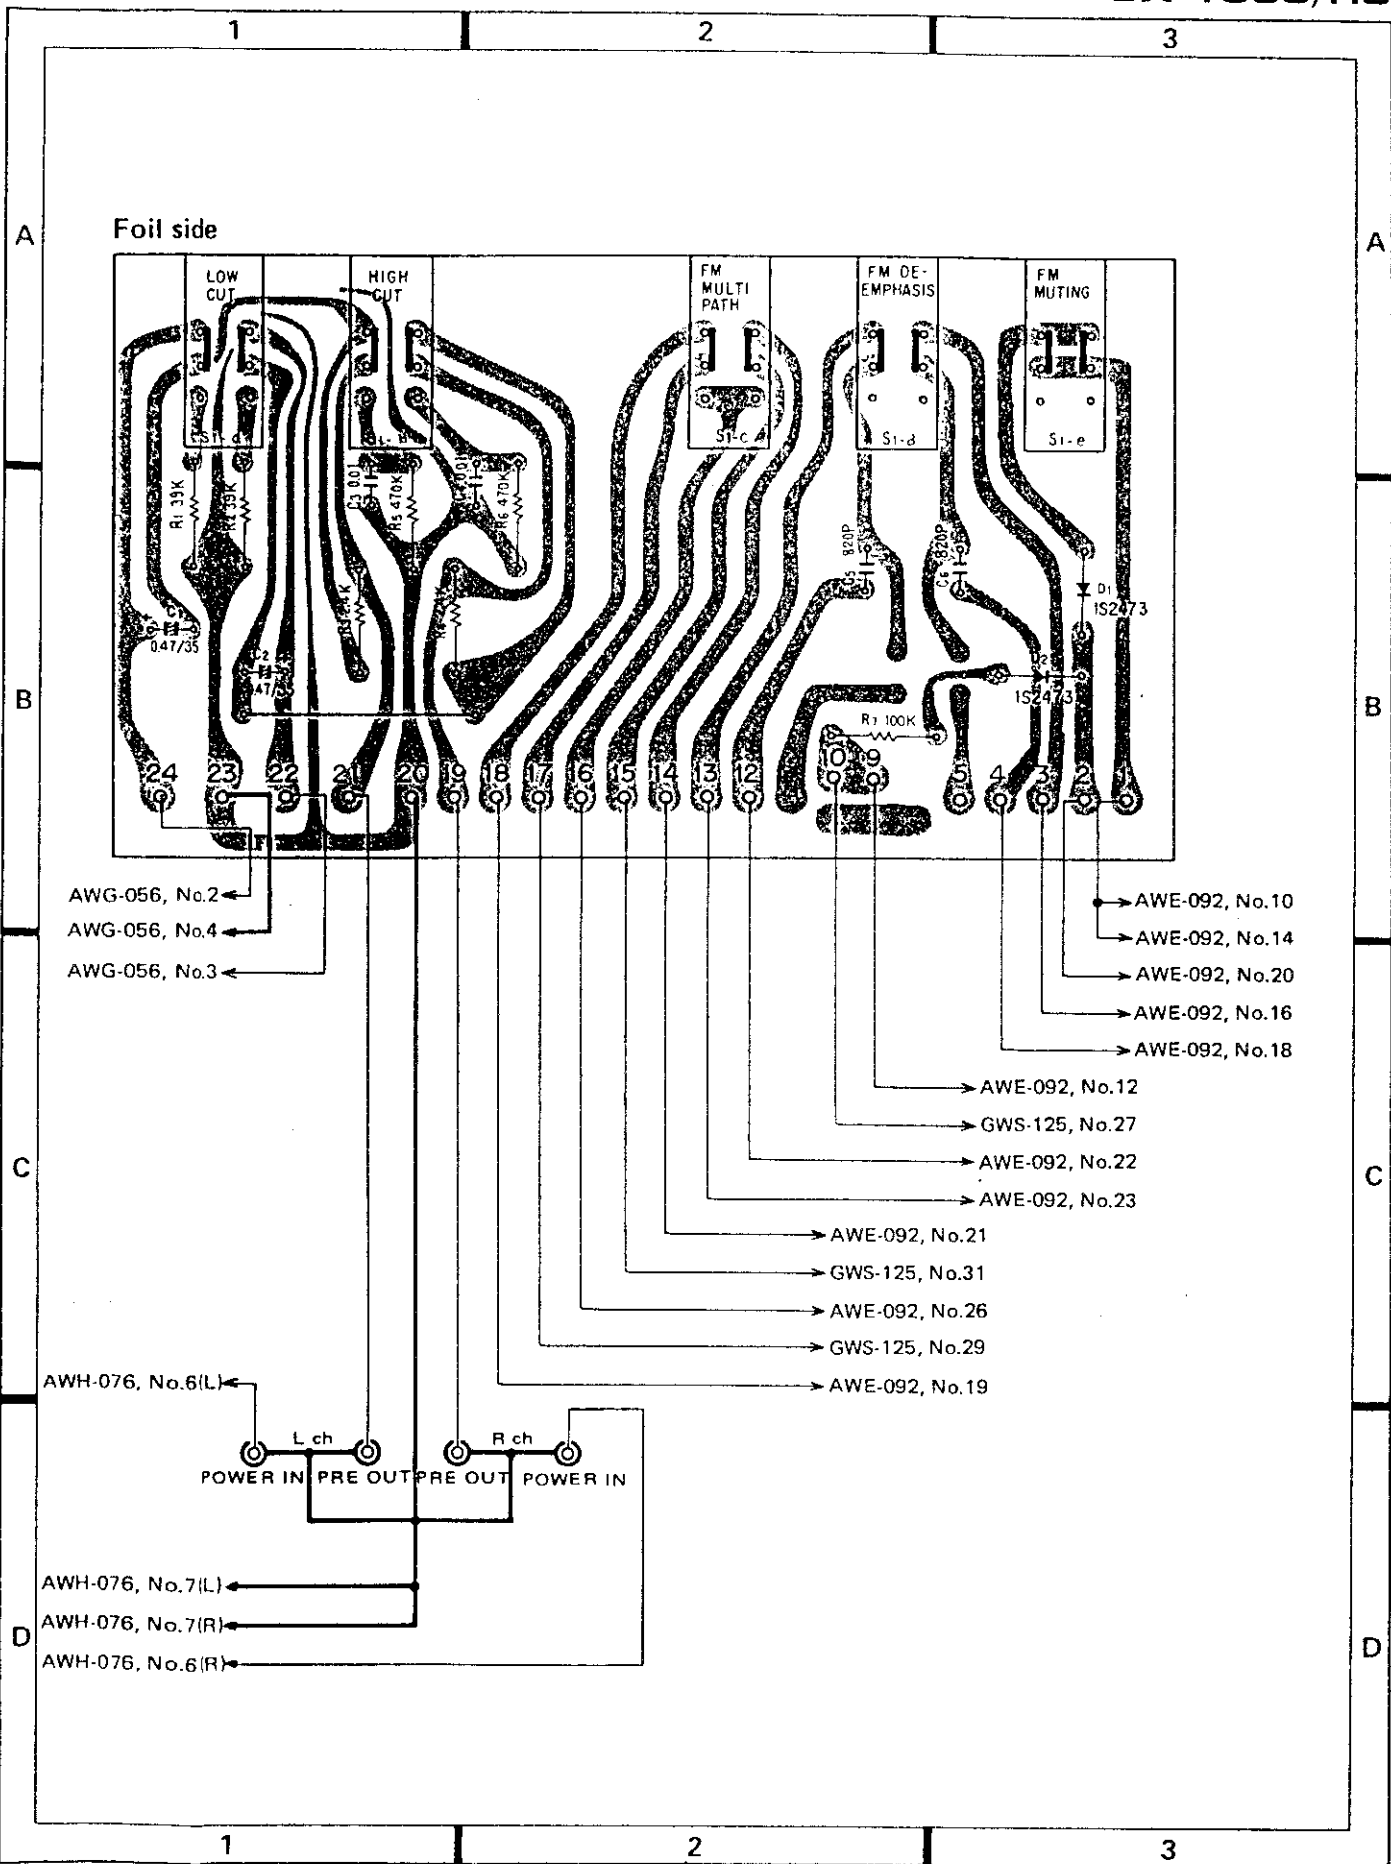 1 2 3
A A
Foil side
LOW
CUT
HIGH
CUT
FM
MULTI
PATH
FM DE-
EMPHASIS
FM
MUTING
S1-c
S1-e
R1 39K
39K
C3 0.01
R5 470K
R6 470K
C5 820P
C6 820P
D1
1S2473
C1
0.47/35
C2
1S2473
B B
R7 100K
24 23 22 21 20 19 18 17 16 15 14 13 12 10 9 5 4 3 2 1
AWG-056, No.2
AWG-056, No.4
AWG-056, No.3
AWE-092, No.10
AWE-092, No.14
AWE-092, No.20
AWE-092, No.16
AWE-092, No.18
AWE-092, No.12
GWS-125, No.27
C C
AWE-092, No.22
AWE-092, No.23
AWE-092, No.21
GWS-125, No.31
AWE-092, No.26
GWS-125, No.29
AWE-092, No.19
AWH-076, No.6(L)
L ch R ch
POWER IN PRE OUT PRE OUT POWER IN
AWH-076, No.7(L)
AWH-076, No.7(R)
D D
AWH-076, No.6(R)
1 2 3